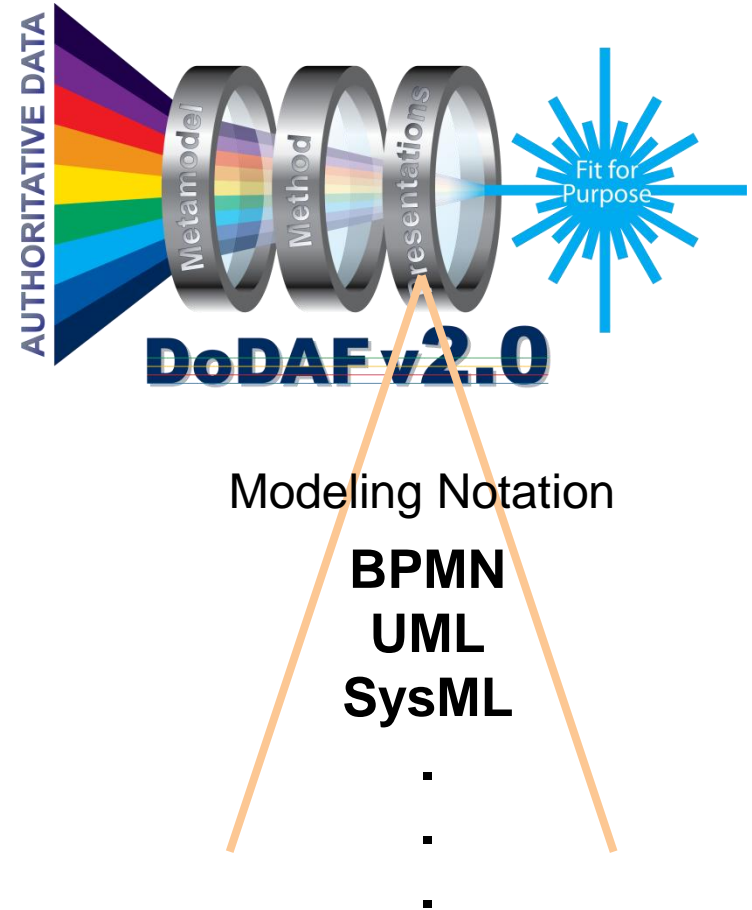 AUTHORITATIVE DATA
Metamodel
Method
Presentations
Fit for
Purpose
DoDAF v2.0
Modeling Notation
BPMN
UML
SysML
.
.
.